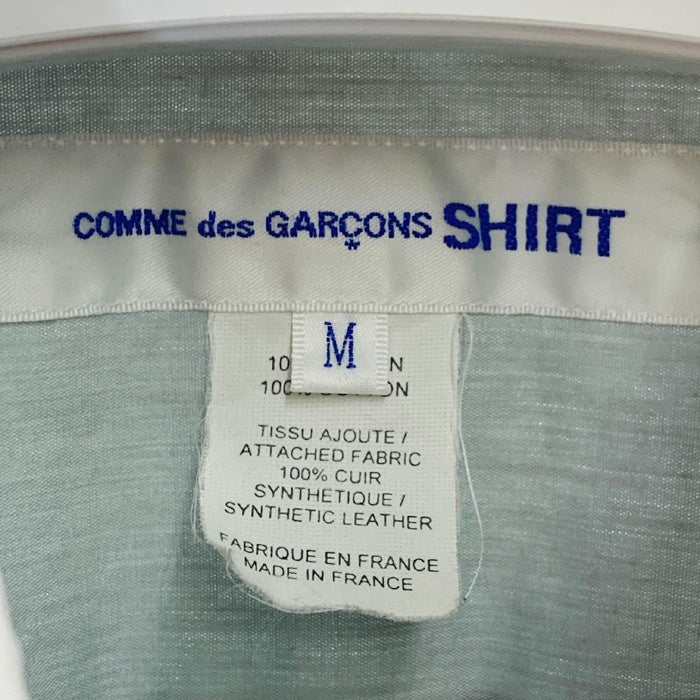 COMME des GARÇONS SHIRT
M
100%
TISSU AJOUTE /
ATTACHED FABRIC
100% CUIR
SYNTHETIQUE /
SYNTHETIC LEATHER
FABRIQUE EN FRANCE
MADE IN FRANCE